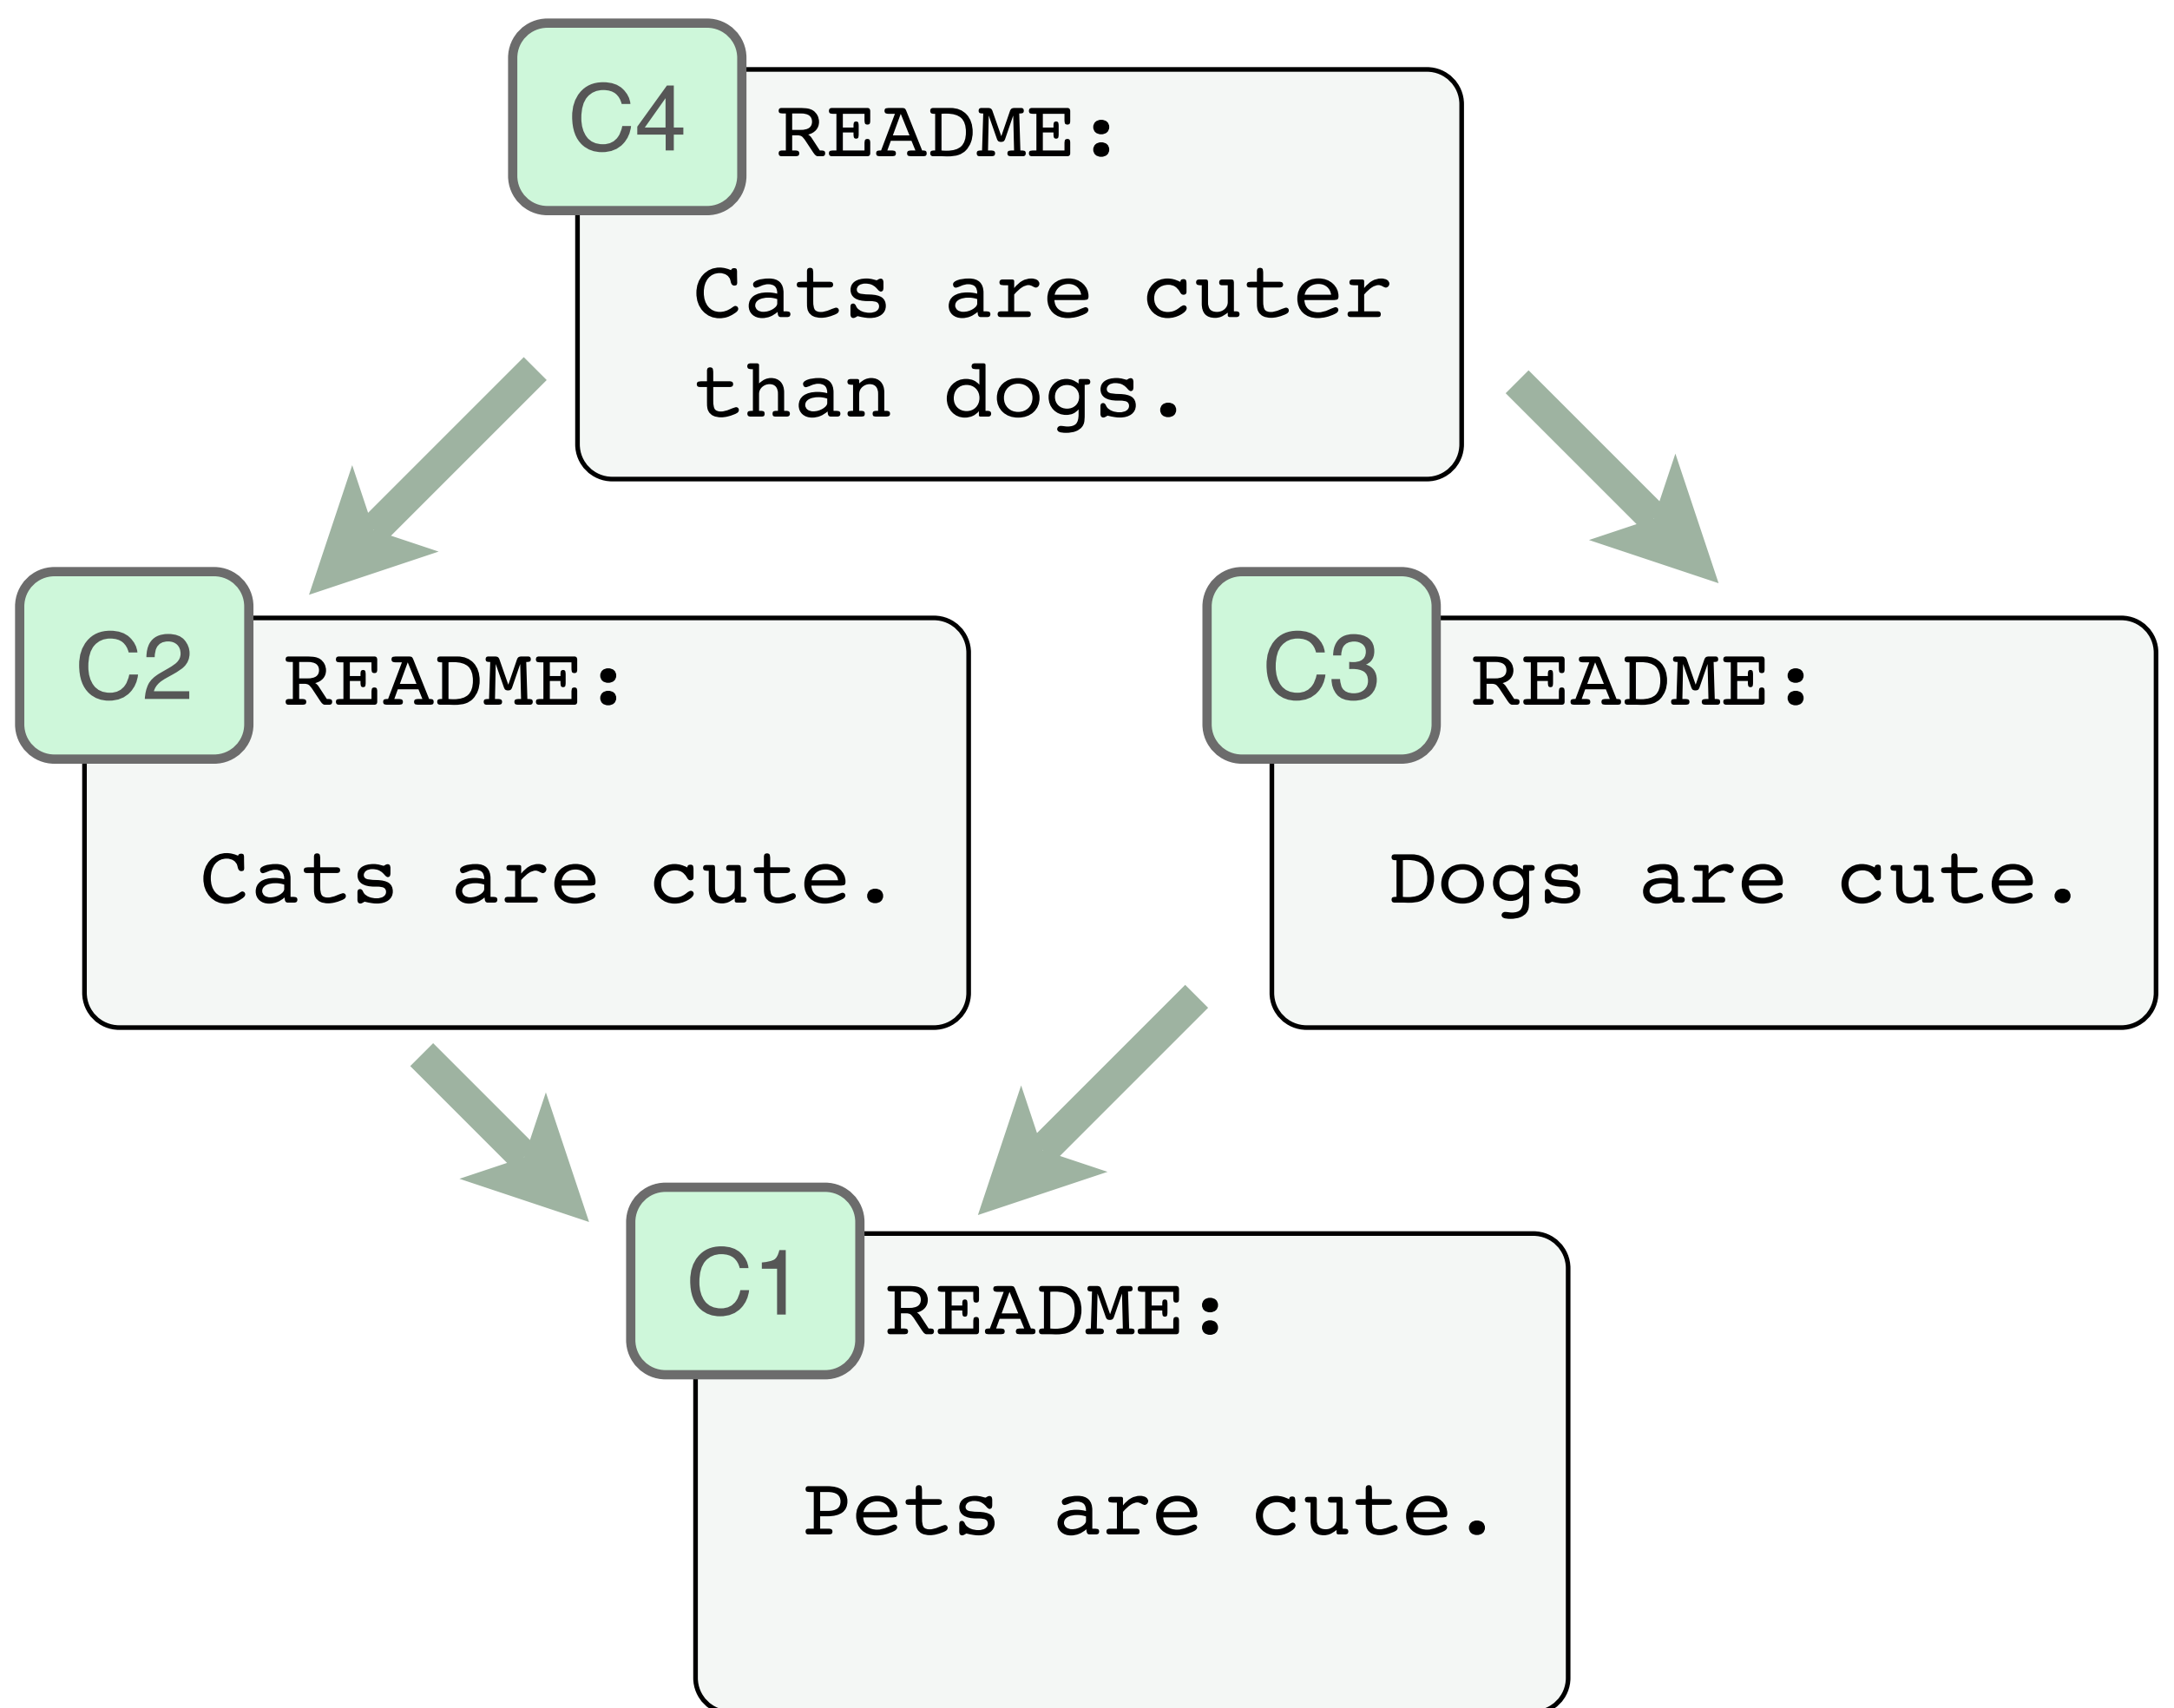 C4
README:
Cats are cuter
than dogs.
C2
README:
Cats are cute.
C3
README:
Dogs are cute.
C1
README:
Pets are cute.